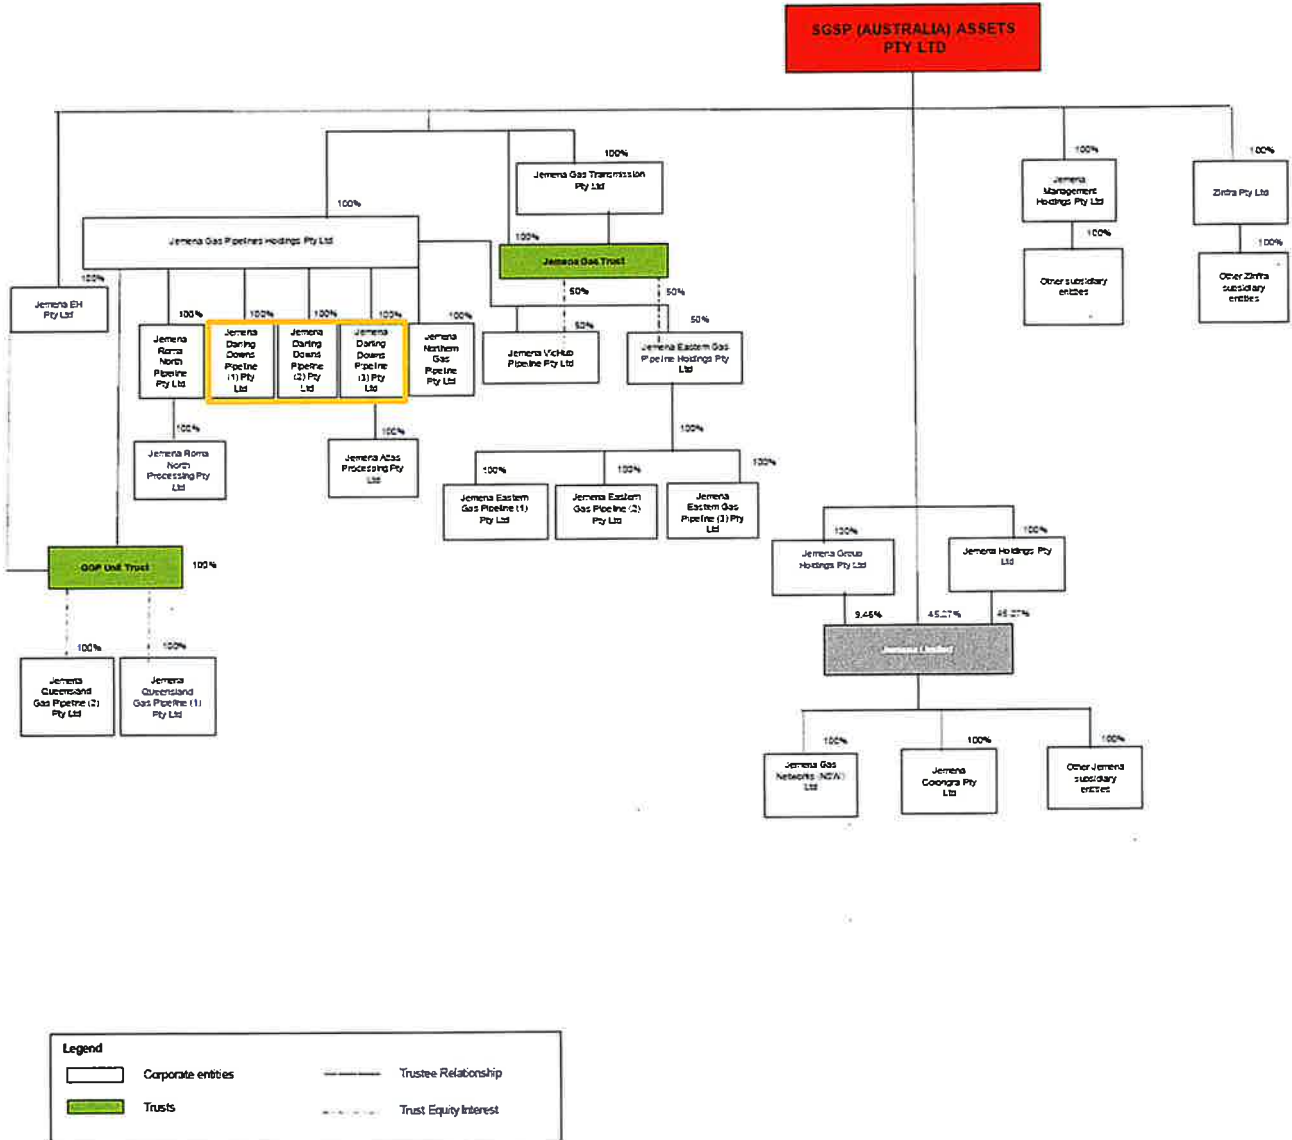 SGSP (AUSTRALIA) ASSETS
PTY LTD
100%
Jemena Gas Transmission
Pty Ltd
100%
Jemena
Management
Holdings Pty Ltd
100%
Zinfra Pty Ltd
100%
Jemena Gas Pipelines Holdings Pty Ltd
100%
Jemena Gas Trust
100%
Other subsidiary
entities
100%
Other Zinfra
subsidiary
entities
100%
Jemena EH
Pty Ltd
50%
50%
100%
Jemena
Roma
North
Pipeline
Pty Ltd
100%
Jemena
Darling
Downs
Pipeline
(1) Pty
Ltd
100%
Jemena
Darling
Downs
Pipeline
(2) Pty
Ltd
100%
Jemena
Darling
Downs
Pipeline
(3) Pty
Ltd
100%
Jemena
Northern
Gas
Pipeline
Pty Ltd
50%
Jemena VicHub
Pipeline Pty Ltd
50%
Jemena Eastern Gas
Pipeline Holdings Pty
Ltd
100%
Jemena Roma
North
Processing Pty
Ltd
100%
Jemena Atlas
Processing Pty
Ltd
100%
100%
Jemena Eastern
Gas Pipeline (1)
Pty Ltd
100%
Jemena Eastern
Gas Pipeline (2)
Pty Ltd
100%
Jemena
Eastern Gas
Pipeline (3) Pty
Ltd
100%
Jemena Group
Holdings Pty Ltd
100%
Jemena Holdings Pty
Ltd
Unit Trust
100%
9.46%
45.27%
45.27%
Jemena Limited
100%
Jemena
Queensland
Gas Pipeline (2)
Pty Ltd
100%
Jemena
Queensland
Gas Pipeline (1)
Pty Ltd
100%
Jemena Gas
Networks (NSW)
Ltd
100%
Jemena
Colongra Pty
Ltd
100%
Other Jemena
subsidiary
entities
Legend
Corporate entities
Trustee Relationship
Trusts
Trust Equity Interest